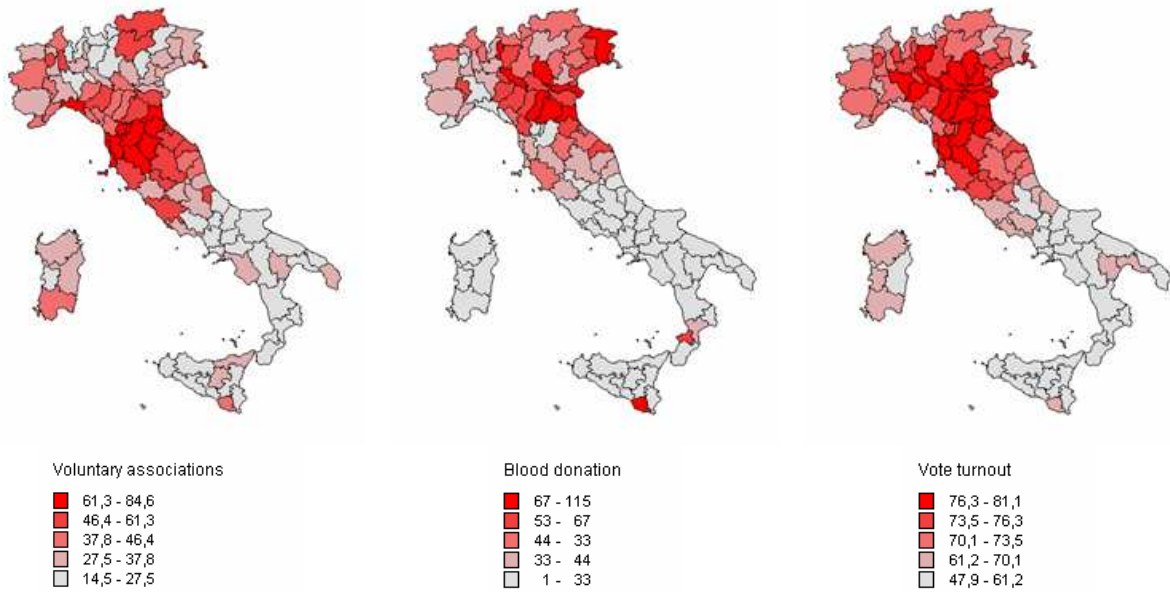 Voluntary associations
61,3 - 84,6
46,4 - 61,3
37,8 - 46,4
27,5 - 37,8
14,5 - 27,5
Blood donation
67 - 115
53 - 67
44 - 33
33 - 44
1 - 33
Vote turnout
76,3 - 81,1
73,5 - 76,3
70,1 - 73,5
61,2 - 70,1
47,9 - 61,2